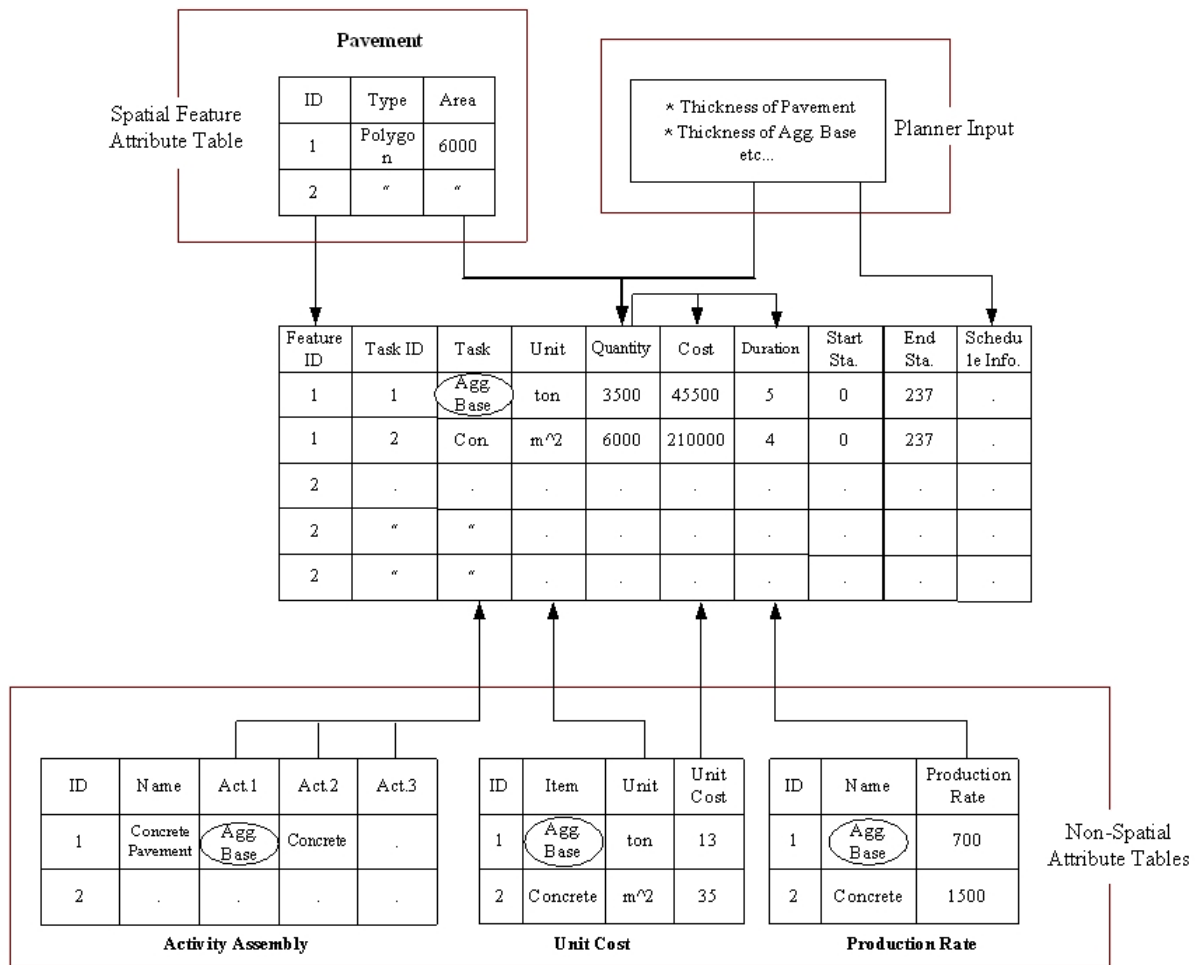 Pavement
Spatial Feature
Attribute Table
ID Type Area
1 Polygo
n 6000
2 “ “
* Thickness of Pavement
* Thickness of Agg. Base
etc...
Planner Input
Feature
ID Task ID Task Unit Quantity Cost Duration Start
Sta. End
Sta. Schedu
le Info.
1 1 Agg.
Base ton 3500 45500 5 0 237 .
1 2 Con. m^2 6000 210000 4 0 237 .
2 . . . . . . . . .
2 “ “ . . . . . . .
2 “ “ . . . . . . .
ID Name Act.1 Act.2 Act.3
1 Concrete
Pavement Agg.
Base Concrete .
2 . . . .
Activity Assembly
ID Item Unit Unit
Cost
1 Agg.
Base ton 13
2 Concrete m^2 35
Unit Cost
ID Name Production
Rate
1 Agg.
Base 700
2 Concrete 1500
Production Rate
Non-Spatial
Attribute Tables